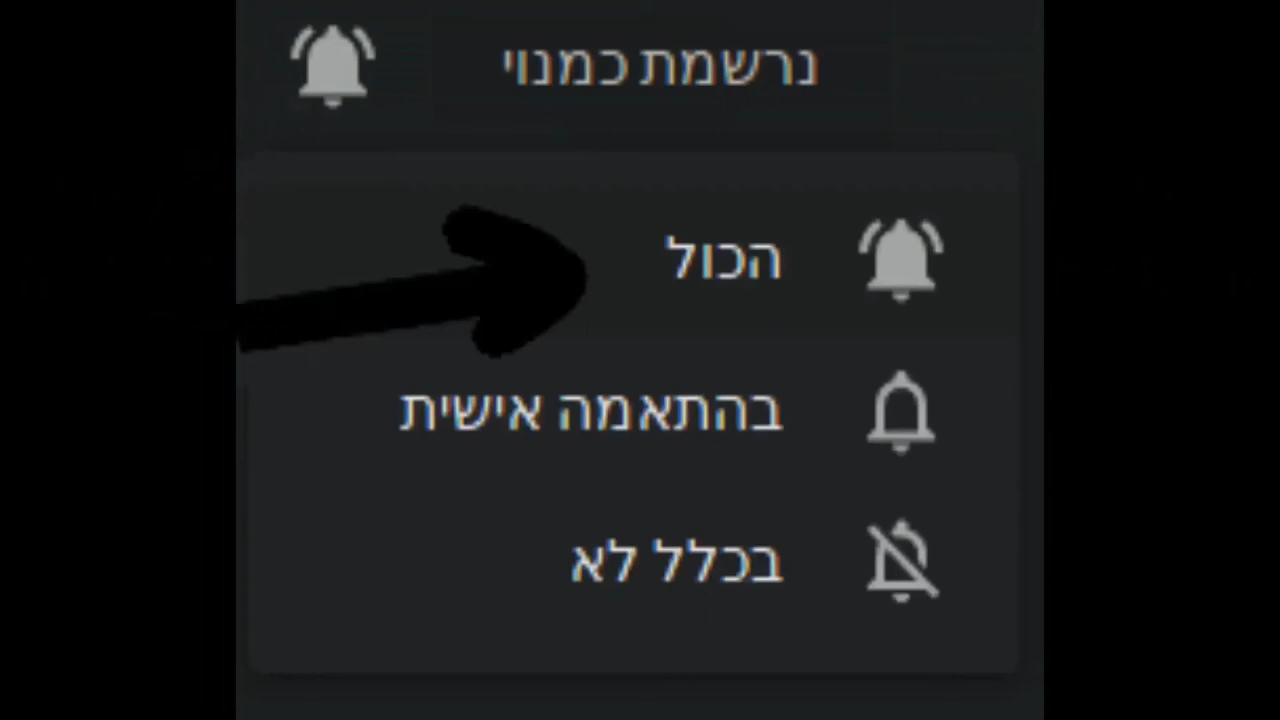 נרשמת כמנוי
הכול
בהתאמה אישית
בכלל לא